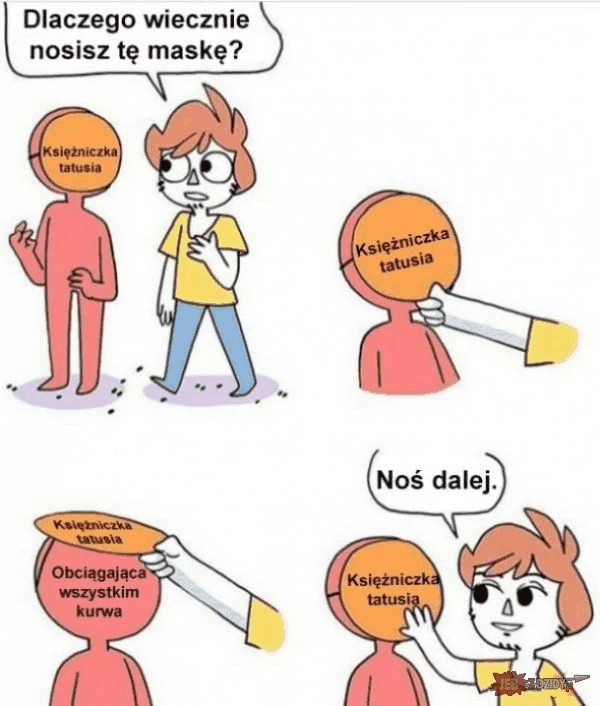 Dlaczego wiecznie
nosisz tę maskę?
Księżniczka
tatusia
Księżniczka
tatusia
Księżniczka
tatusia
Obciągająca
wszystkim
kurwa
Noś dalej.
Księżniczka
tatusia